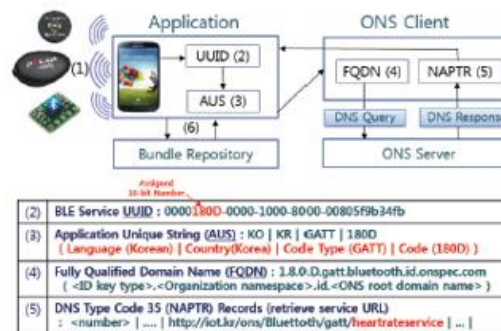 Application
ONS Client
(1)
UUID (2)
AUS (3)
FQDN (4)
NAPTR (5)
DNS Query
DNS Response
(6)
Bundle Repository
ONS Server
Assigned
16-bit Number
(2) BLE Service UUID : 0000180D-0000-1000-8000-00805f9b34fb
(3) Application Unique String (AUS) : KO | KR | GATT | 180D
( Language (Korean) | Country(Korea) | Code Type (GATT) | Code (180D) )
(4) Fully Qualified Domain Name (FQDN) : 1.8.0.D.gatt.bluetooth.id.onspec.com
( <ID key type>.<Organization namespace>.id.<ONS root domain name> )
(5) DNS Type Code 35 (NAPTR) Records (retrieve service URL)
: <number> | .... | http://iot.kr/ons/Bluettoth/gatt/heartrateservice | ... |